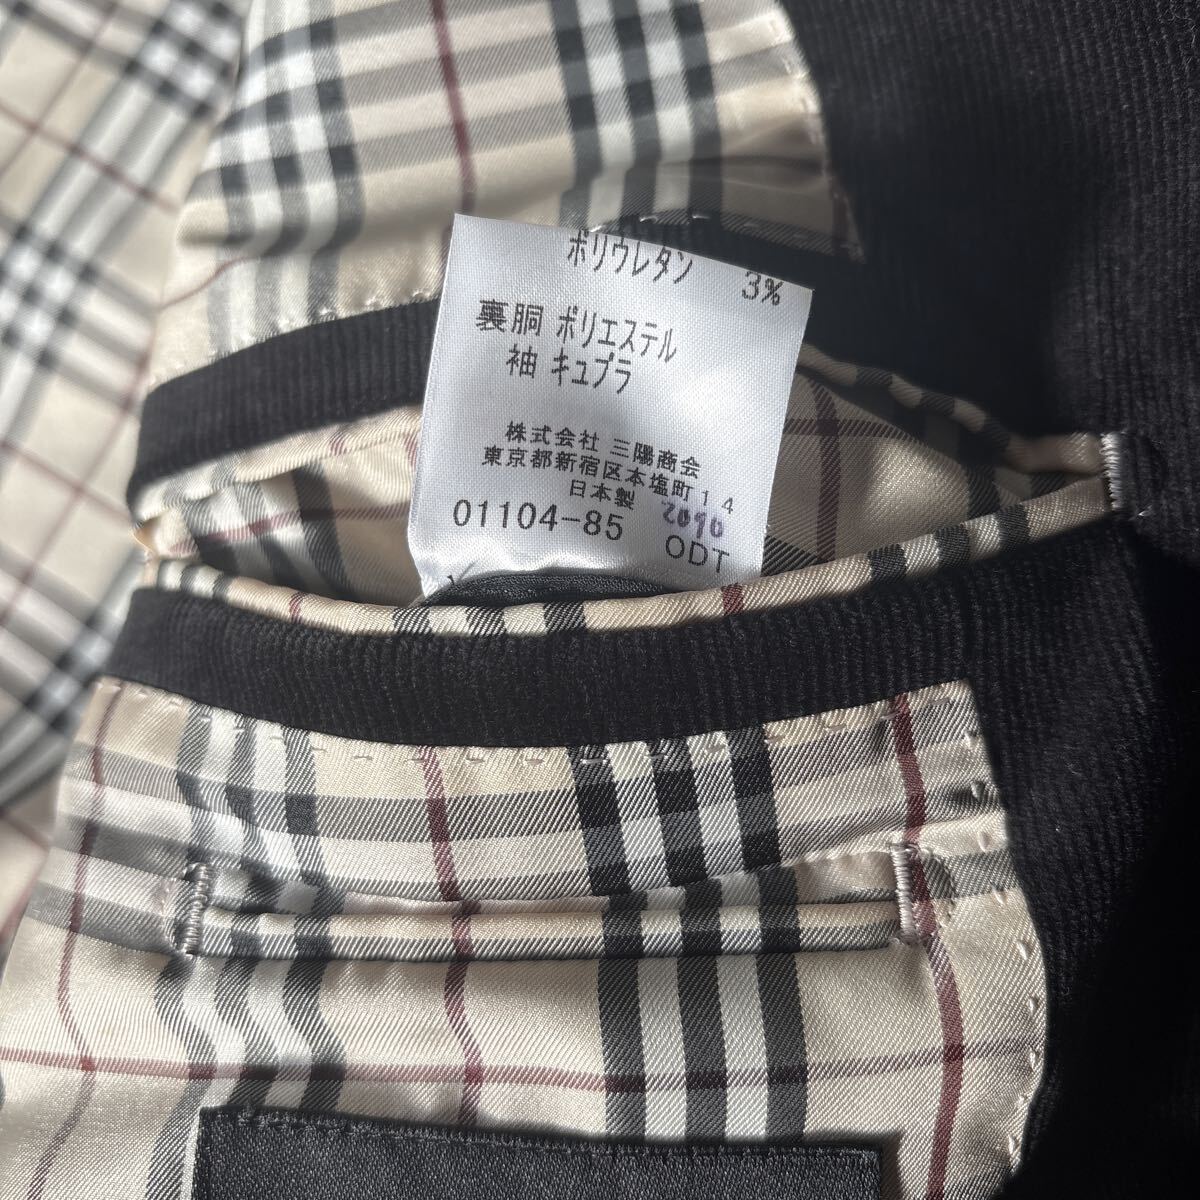 ポリウレタン 3%
裏胴 ポリエステル
袖 キュプラ
株式会社 三陽商会
東京都新宿区本塩町14
日本製
01104-85 ODT